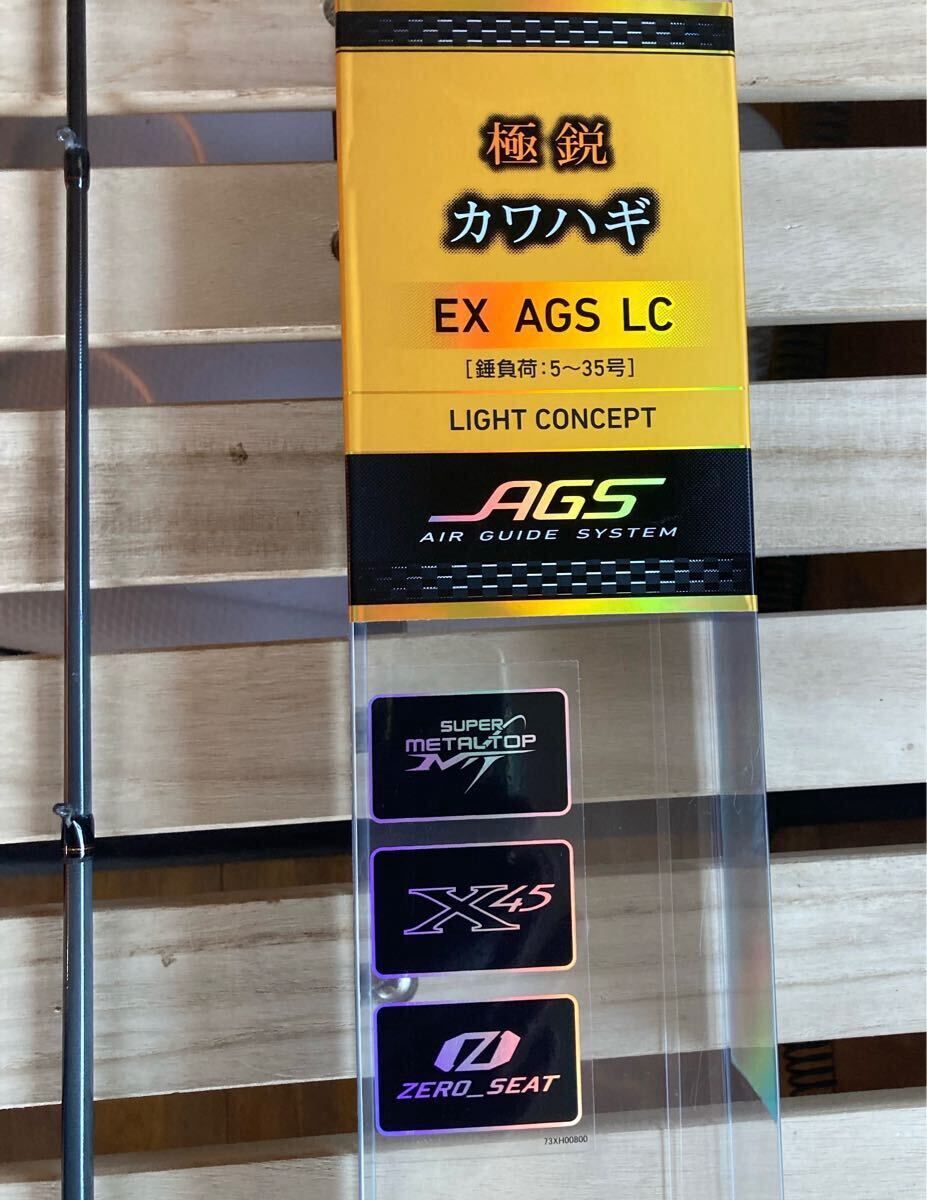 極鋭
カワハギ
EX AGS LC
[錘負荷:5〜35号]
LIGHT CONCEPT
AGS
AIR GUIDE SYSTEM
SUPER
METAL TOP
MT
X45
ZERO_SEAT
73XH00800